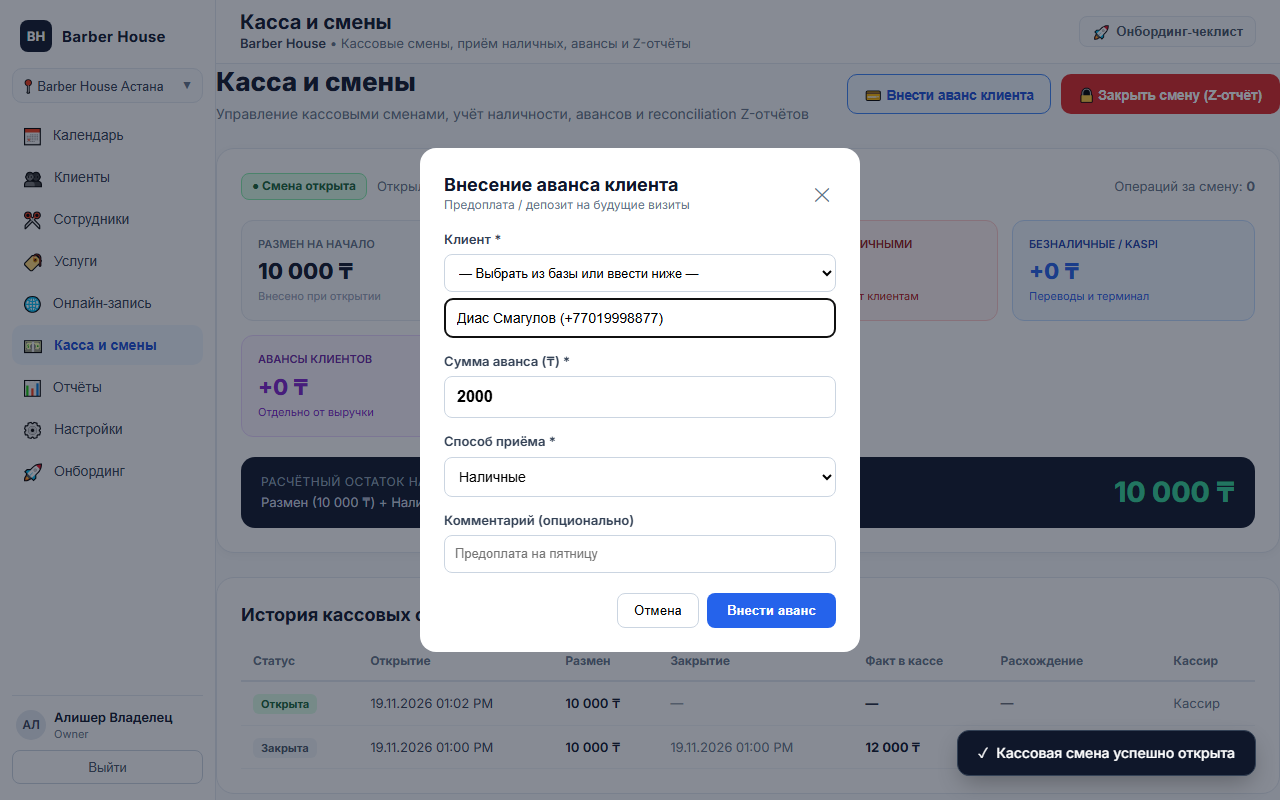 BH Barber House
Barber House Астана ▼
Календарь
Клиенты
Сотрудники
Услуги
Онлайн-запись
Касса и смены
Отчёты
Настройки
Онбординг
АЛ
Алишер Владелец
Owner
Выйти
Касса и смены
Barber House • Кассовые смены, приём наличных, авансы и Z-отчёты
Онбординг-чеклист
Касса и смены
Управление кассовыми сменами, учёт наличности, авансов и reconciliation Z-отчётов
Внести аванс клиента
Закрыть смену (Z-отчёт)
• Смена открыта
Операций за смену: 0
РАЗМЕН НА НАЧАЛО
10 000 ₸
Внесено при открытии
БЕЗНАЛИЧНЫЕ / KASPI
+0 ₸
Переводы и терминал
АВАНСЫ КЛИЕНТОВ
+0 ₸
Отдельно от выручки
РАСЧЁТНЫЙ ОСТАТОК
Размен (10 000 ₸) +
10 000 ₸
Внесение аванса клиента
Предоплата / депозит на будущие визиты
Клиент *
— Выбрать из базы или ввести ниже —
Диас Смагулов (+77019998877)
Сумма аванса (₸) *
2000
Способ приёма *
Наличные
Комментарий (опционально)
Предоплата на пятницу
Отмена
Внести аванс
История кассовых
Статус Открытие Размен Закрытие Факт в кассе Расхождение Кассир
Открыта 19.11.2026 01:02 PM 10 000 ₸ — — — Кассир
Закрыта 19.11.2026 01:00 PM 10 000 ₸ 19.11.2026 01:00 PM 12 000 ₸
✓ Кассовая смена успешно открыта